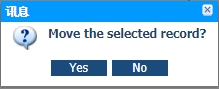 讯息
Move the selected record?
Yes No